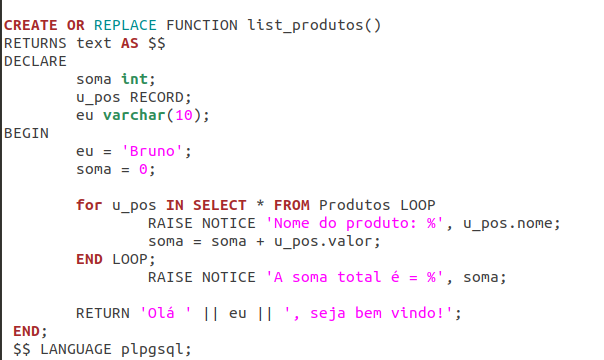 CREATE OR REPLACE FUNCTION list_produtos()
RETURNS text AS $$
DECLARE
        soma int;
        u_pos RECORD;
        eu varchar(10);
BEGIN
        eu = 'Bruno';
        soma = 0;

        for u_pos IN SELECT * FROM Produtos LOOP
                RAISE NOTICE 'Nome do produto: %', u_pos.nome;
                soma = soma + u_pos.valor;
        END LOOP;
                RAISE NOTICE 'A soma total é = %', soma;

        RETURN 'Olá ' || eu || ', seja bem vindo!';
 END;
 $$ LANGUAGE plpgsql;